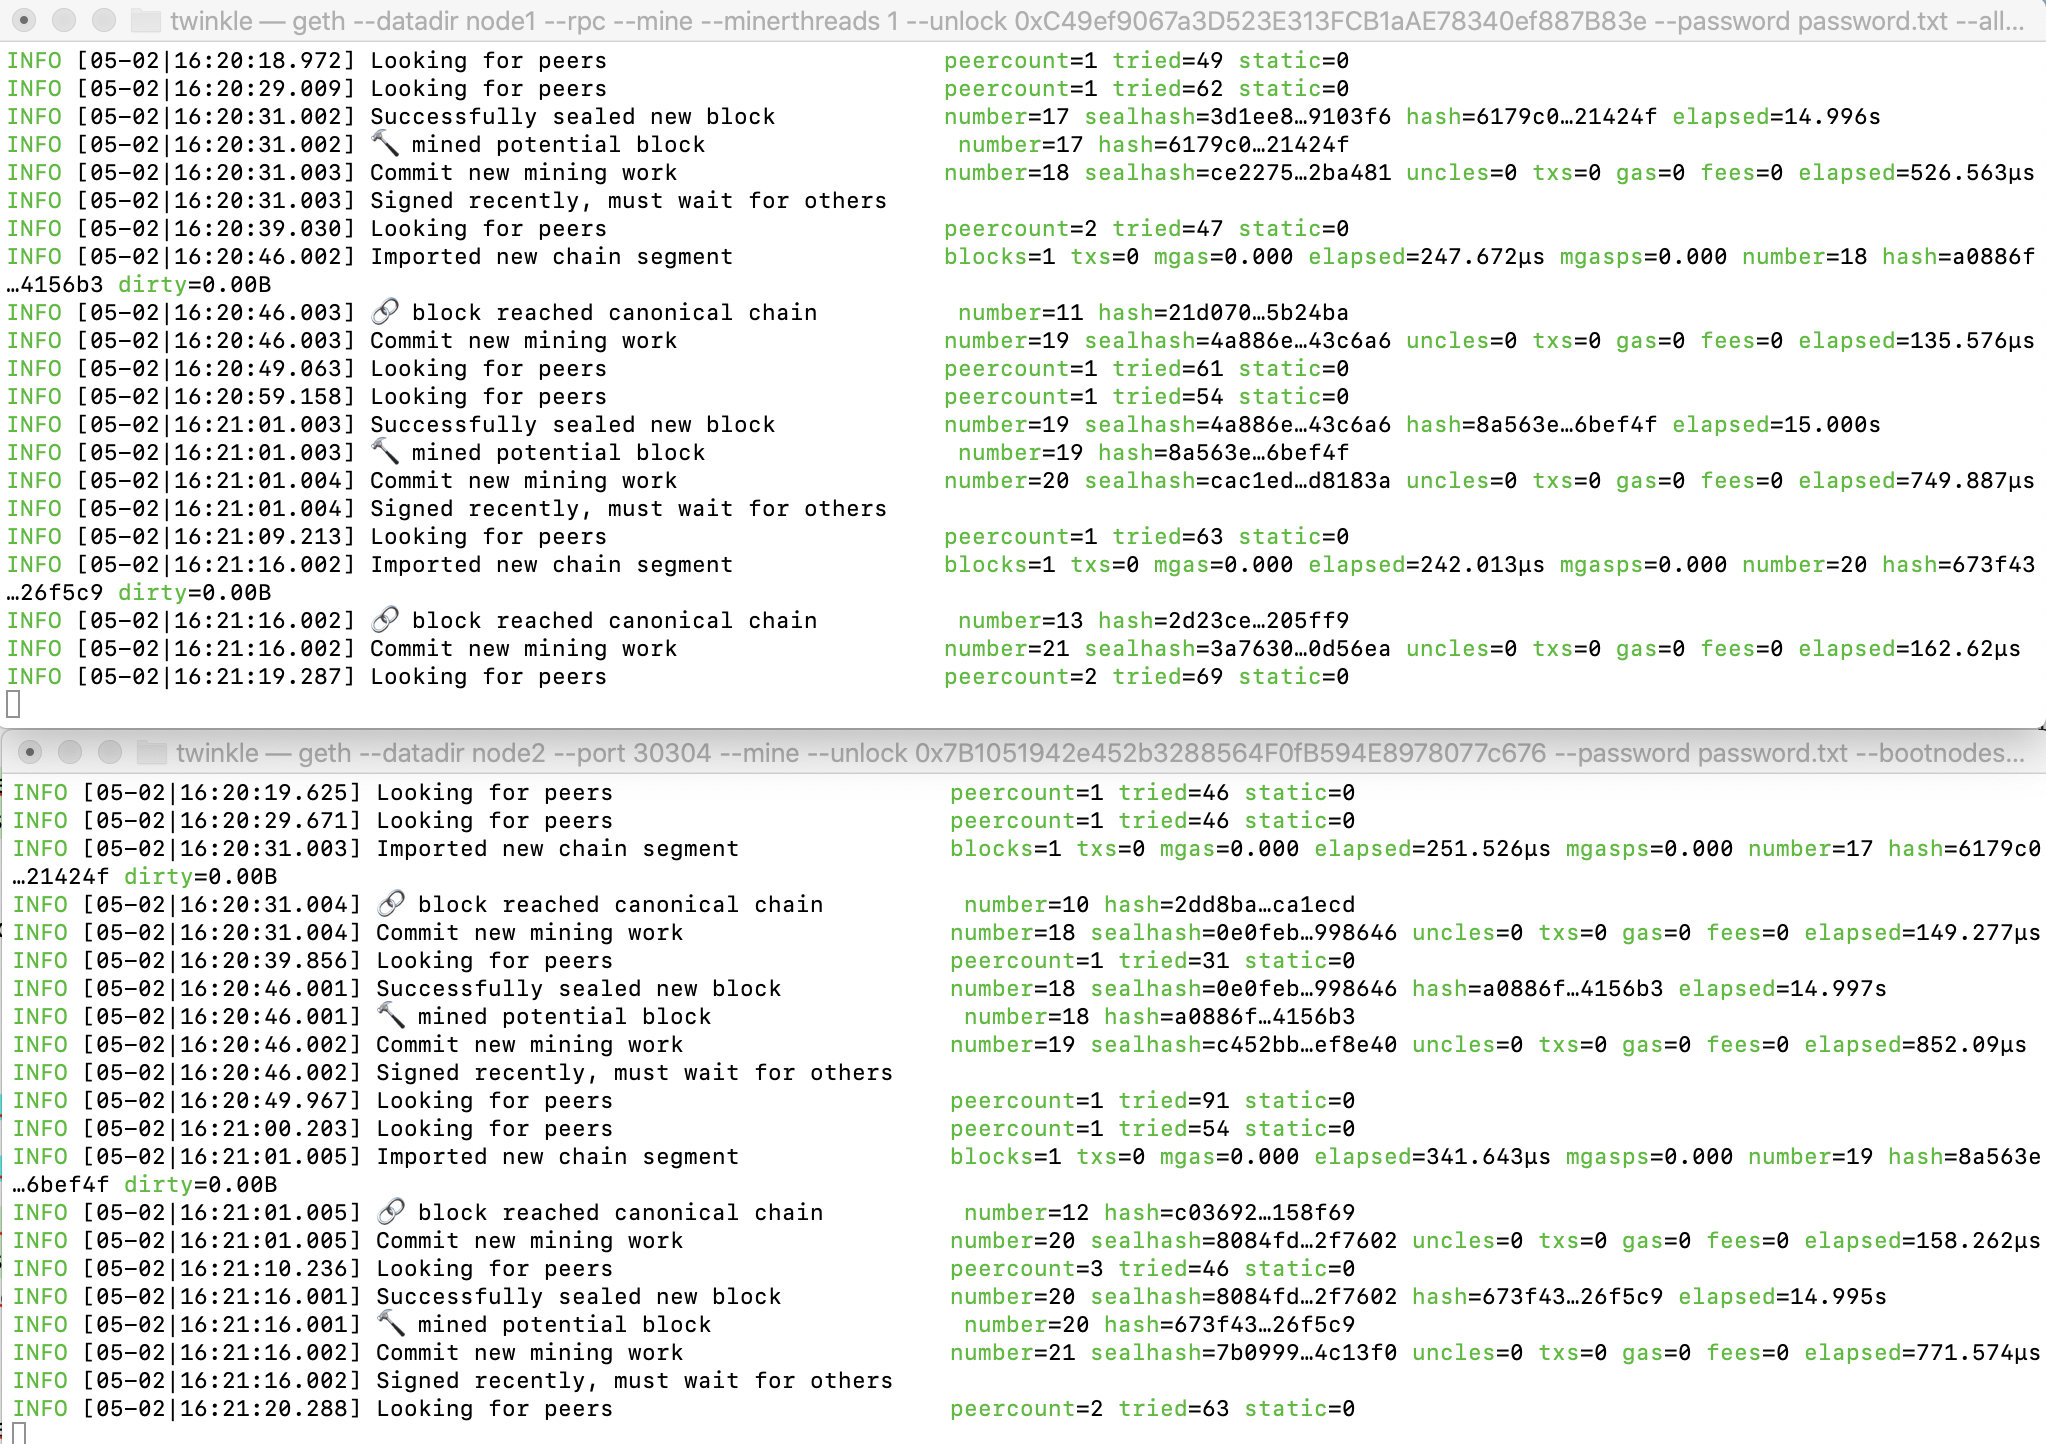 twinkle — geth --datadir node1 --rpc --mine --minerthreads 1 --unlock 0xC49ef9067a3D523E313FCB1aAE78340ef887B83e --password password.txt --all...
INFO [05-02|16:20:18.972] Looking for peers peercount=1 tried=49 static=0
INFO [05-02|16:20:29.009] Looking for peers peercount=1 tried=62 static=0
INFO [05-02|16:20:31.002] Successfully sealed new block number=17 sealhash=3d1ee8…9103f6 hash=6179c0…21424f elapsed=14.996s
INFO [05-02|16:20:31.002] 🔨 mined potential block number=17 hash=6179c0…21424f
INFO [05-02|16:20:31.003] Commit new mining work number=18 sealhash=ce2275…2ba481 uncles=0 txs=0 gas=0 fees=0 elapsed=526.563µs
INFO [05-02|16:20:31.003] Signed recently, must wait for others
INFO [05-02|16:20:39.030] Looking for peers peercount=2 tried=47 static=0
INFO [05-02|16:20:46.002] Imported new chain segment blocks=1 txs=0 mgas=0.000 elapsed=247.672µs mgasps=0.000 number=18 hash=a0886f
…4156b3 dirty=0.00B
INFO [05-02|16:20:46.003] 🔗 block reached canonical chain number=11 hash=21d070…5b24ba
INFO [05-02|16:20:46.003] Commit new mining work number=19 sealhash=4a886e…43c6a6 uncles=0 txs=0 gas=0 fees=0 elapsed=135.576µs
INFO [05-02|16:20:49.063] Looking for peers peercount=1 tried=61 static=0
INFO [05-02|16:20:59.158] Looking for peers peercount=1 tried=54 static=0
INFO [05-02|16:21:01.003] Successfully sealed new block number=19 sealhash=4a886e…43c6a6 hash=8a563e…6bef4f elapsed=15.000s
INFO [05-02|16:21:01.003] 🔨 mined potential block number=19 hash=8a563e…6bef4f
INFO [05-02|16:21:01.004] Commit new mining work number=20 sealhash=cac1ed…d8183a uncles=0 txs=0 gas=0 fees=0 elapsed=749.887µs
INFO [05-02|16:21:01.004] Signed recently, must wait for others
INFO [05-02|16:21:09.213] Looking for peers peercount=1 tried=63 static=0
INFO [05-02|16:21:16.002] Imported new chain segment blocks=1 txs=0 mgas=0.000 elapsed=242.013µs mgasps=0.000 number=20 hash=673f43
…26f5c9 dirty=0.00B
INFO [05-02|16:21:16.002] 🔗 block reached canonical chain number=13 hash=2d23ce…205ff9
INFO [05-02|16:21:16.002] Commit new mining work number=21 sealhash=3a7630…0d56ea uncles=0 txs=0 gas=0 fees=0 elapsed=162.62µs
INFO [05-02|16:21:19.287] Looking for peers peercount=2 tried=69 static=0
twinkle — geth --datadir node2 --port 30304 --mine --unlock 0x7B1051942e452b3288564F0fB594E8978077c676 --password password.txt --bootnodes...
INFO [05-02|16:20:19.625] Looking for peers peercount=1 tried=46 static=0
INFO [05-02|16:20:29.671] Looking for peers peercount=1 tried=46 static=0
INFO [05-02|16:20:31.003] Imported new chain segment blocks=1 txs=0 mgas=0.000 elapsed=251.526µs mgasps=0.000 number=17 hash=6179c0
…21424f dirty=0.00B
INFO [05-02|16:20:31.004] 🔗 block reached canonical chain number=10 hash=2dd8ba…ca1ecd
INFO [05-02|16:20:31.004] Commit new mining work number=18 sealhash=0e0feb…998646 uncles=0 txs=0 gas=0 fees=0 elapsed=149.277µs
INFO [05-02|16:20:39.856] Looking for peers peercount=1 tried=31 static=0
INFO [05-02|16:20:46.001] Successfully sealed new block number=18 sealhash=0e0feb…998646 hash=a0886f…4156b3 elapsed=14.997s
INFO [05-02|16:20:46.001] 🔨 mined potential block number=18 hash=a0886f…4156b3
INFO [05-02|16:20:46.002] Commit new mining work number=19 sealhash=c452bb…ef8e40 uncles=0 txs=0 gas=0 fees=0 elapsed=852.09µs
INFO [05-02|16:20:46.002] Signed recently, must wait for others
INFO [05-02|16:20:49.967] Looking for peers peercount=1 tried=91 static=0
INFO [05-02|16:21:00.203] Looking for peers peercount=1 tried=54 static=0
INFO [05-02|16:21:01.005] Imported new chain segment blocks=1 txs=0 mgas=0.000 elapsed=341.643µs mgasps=0.000 number=19 hash=8a563e
…6bef4f dirty=0.00B
INFO [05-02|16:21:01.005] 🔗 block reached canonical chain number=12 hash=c03692…158f69
INFO [05-02|16:21:01.005] Commit new mining work number=20 sealhash=8084fd…2f7602 uncles=0 txs=0 gas=0 fees=0 elapsed=158.262µs
INFO [05-02|16:21:10.236] Looking for peers peercount=3 tried=46 static=0
INFO [05-02|16:21:16.001] Successfully sealed new block number=20 sealhash=8084fd…2f7602 hash=673f43…26f5c9 elapsed=14.995s
INFO [05-02|16:21:16.001] 🔨 mined potential block number=20 hash=673f43…26f5c9
INFO [05-02|16:21:16.002] Commit new mining work number=21 sealhash=7b0999…4c13f0 uncles=0 txs=0 gas=0 fees=0 elapsed=771.574µs
INFO [05-02|16:21:16.002] Signed recently, must wait for others
INFO [05-02|16:21:20.288] Looking for peers peercount=2 tried=63 static=0